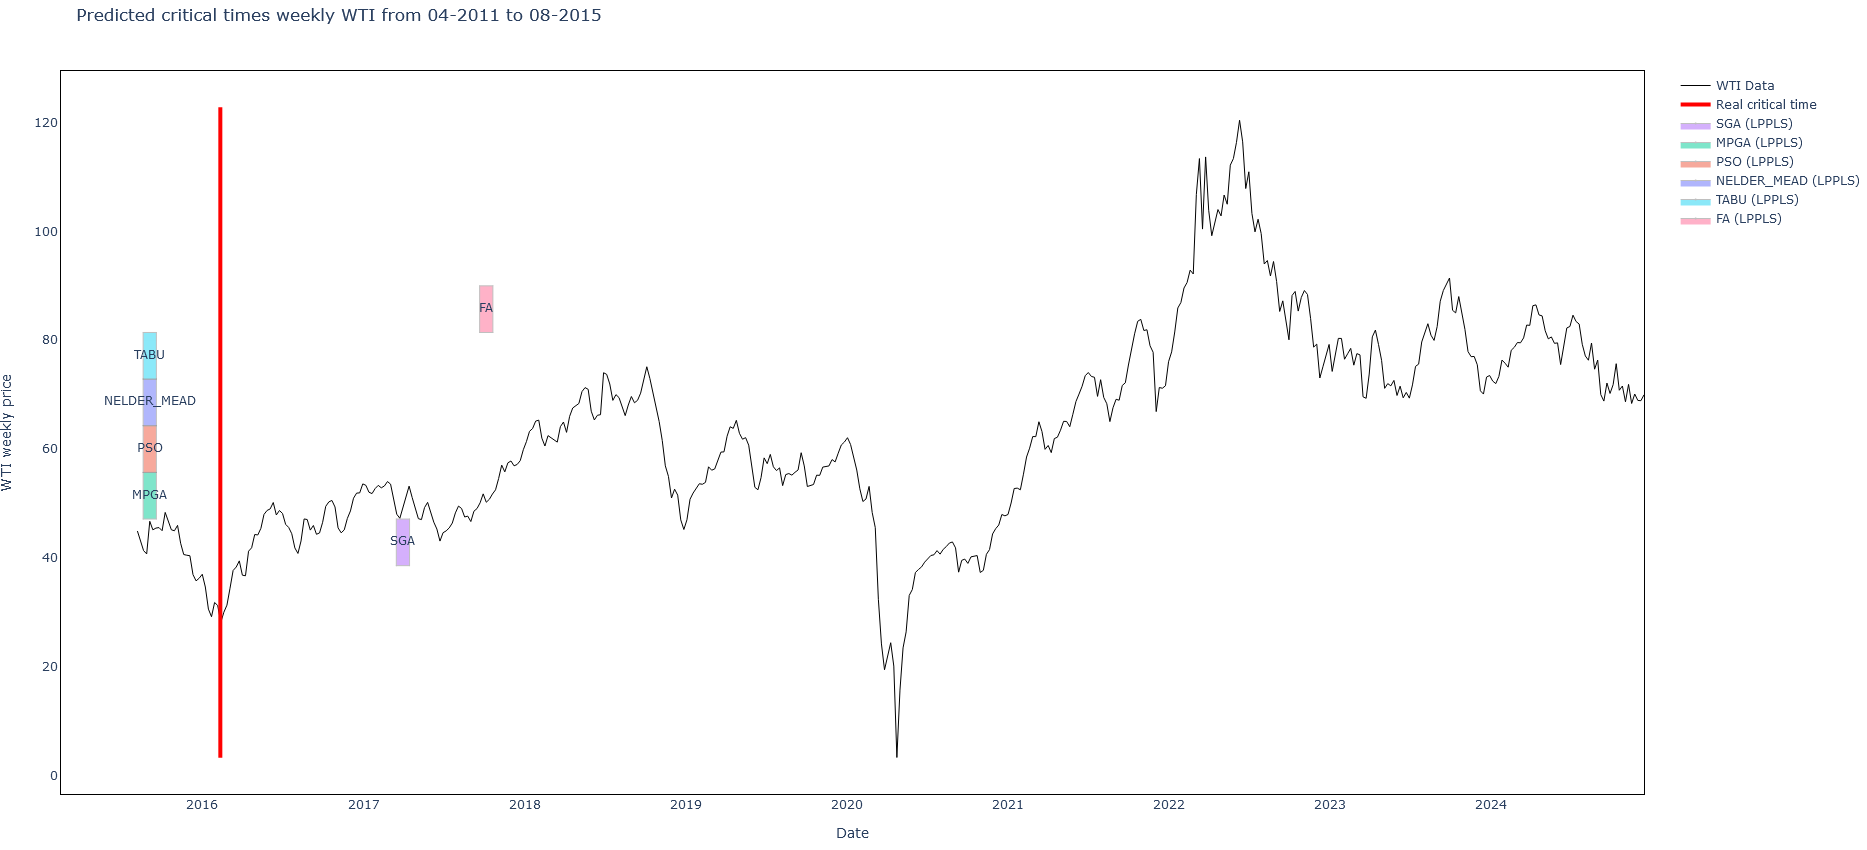 Predicted critical times weekly WTI from 04-2011 to 08-2015
WTI weekly price
120
100
80
60
40
20
0
TABU
NELDER_MEAD
PSO
MPGA
SGA
FA
2016
2017
2018
2019
2020
2021
2022
2023
2024
Date
WTI Data
Real critical time
SGA (LPPLS)
MPGA (LPPLS)
PSO (LPPLS)
NELDER_MEAD (LPPLS)
TABU (LPPLS)
FA (LPPLS)